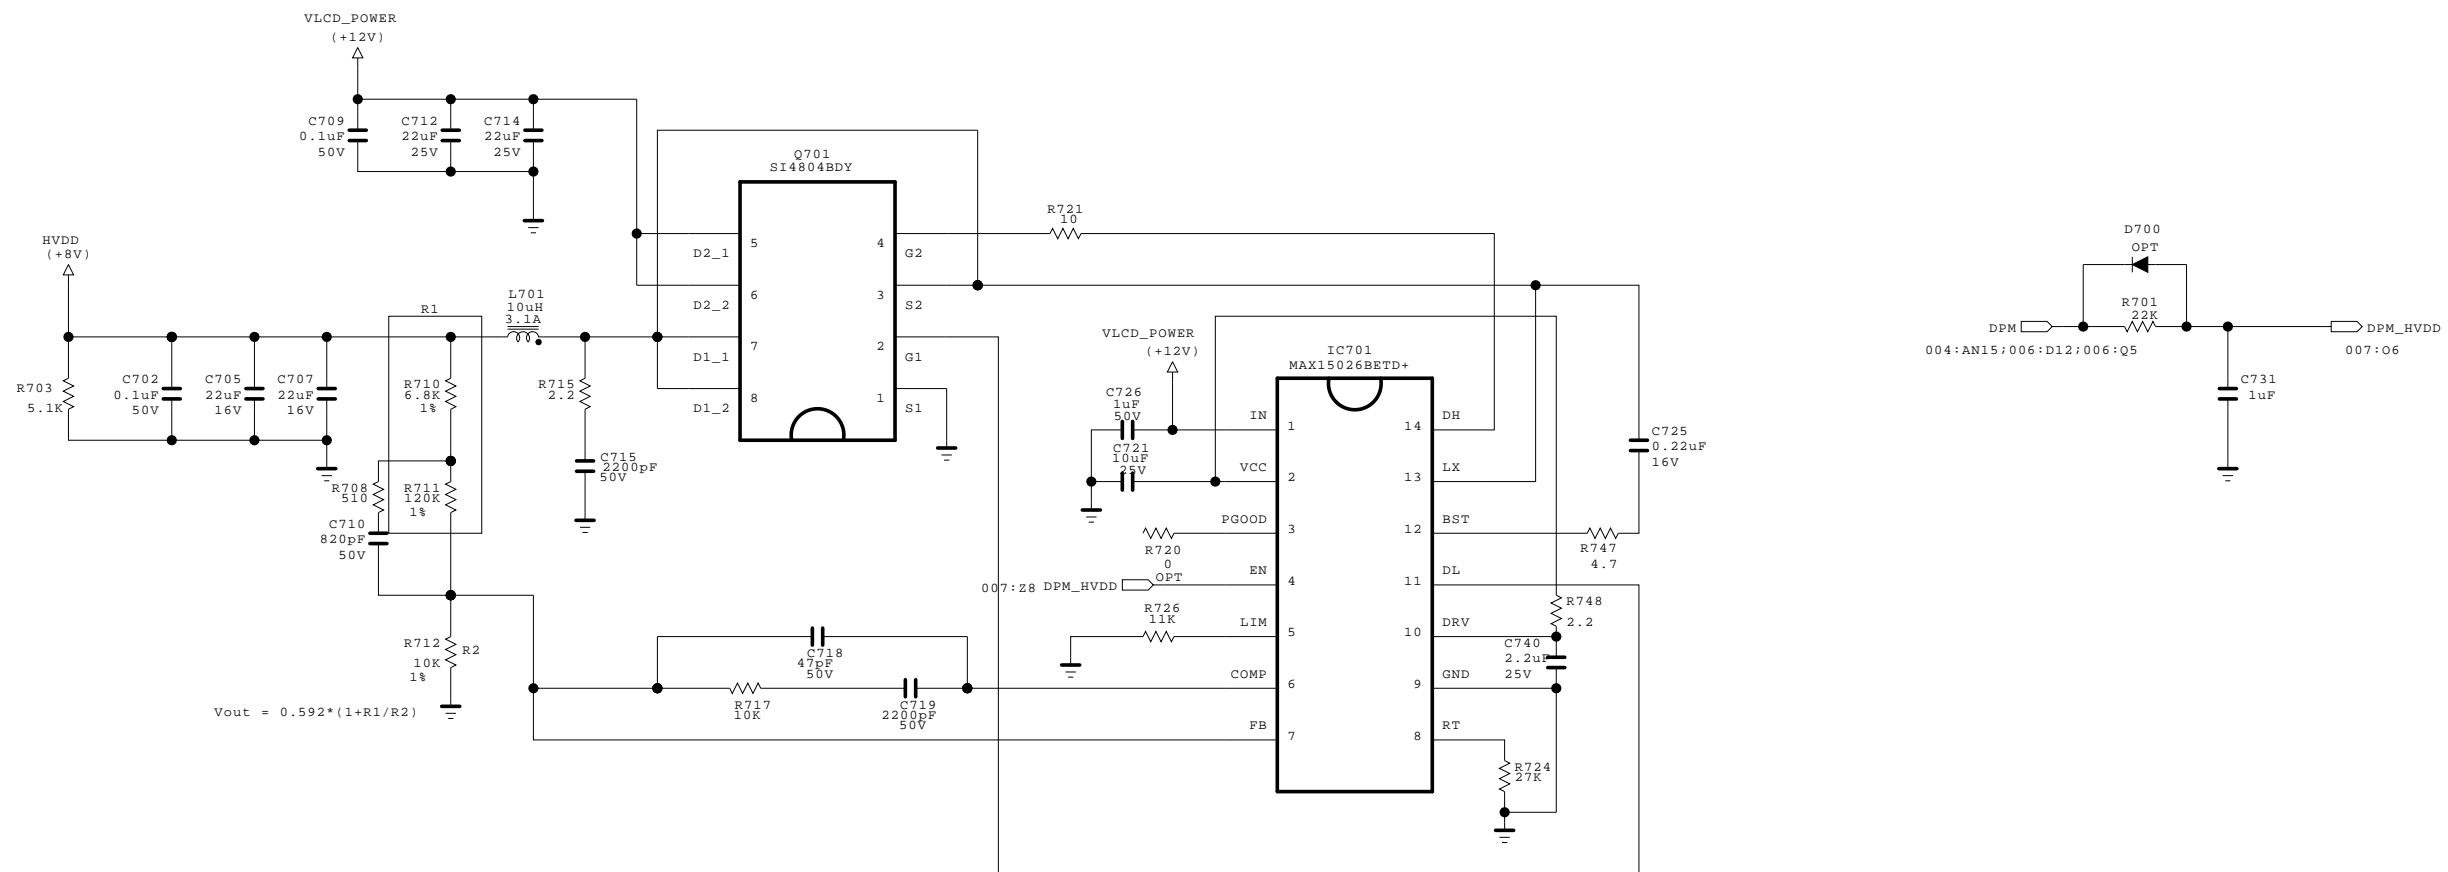 VLCD_POWER
(+12V)
C709
0.1uF
50V
C712
22uF
25V
C714
22uF
25V
Q701
SI4804BDY
5
D2_1
6
D2_2
7
D1_1
8
D1_2
4
G2
3
S2
2
G1
1
S1
R721
10
HVDD
(+8V)
R703
5.1K
C702
0.1uF
50V
C705
22uF
16V
C707
22uF
16V
R1
R710
6.8K
1%
R708
510
R711
120K
1%
C710
820pF
50V
R712
10K
1%
R2
Vout = 0.592*(1+R1/R2)
L701
10uH
3.1A
R715
2.2
C715
2200pF
50V
C718
47pF
50V
R717
10K
C719
2200pF
50V
VLCD_POWER
(+12V)
C726
1uF
50V
C721
10uF
25V
IC701
MAX15026BETD+
IN
1
VCC
2
PGOOD
3
EN
4
LIM
5
COMP
6
FB
7
DH
14
LX
13
BST
12
DL
11
DRV
10
GND
9
RT
8
R720
0
OPT
007:Z8 DPM_HVDD
R726
11K
C725
0.22uF
16V
R747
4.7
R748
2.2
C740
2.2uF
25V
R724
27K
D700
OPT
R701
22K
DPM
004:AN15;006:D12;006:Q5
DPM_HVDD
007:O6
C731
1uF